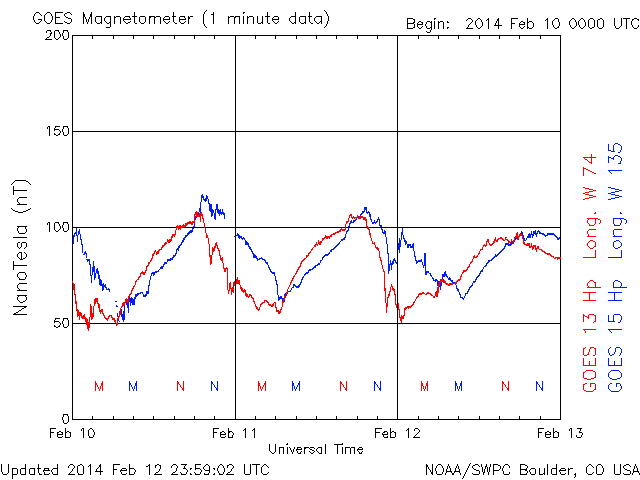 GOES Magnetometer (1 minute data)
Begin: 2014 Feb 10 0000 UTC
200
150
100
50
0
NanoTesla (nT)
M M N N M M N N M M N N
Feb 10 Feb 11 Feb 12 Feb 13
Universal Time
GOES 13 Hp Long. W 74
GOES 15 Hp Long. W 135
Updated 2014 Feb 12 23:59:02 UTC
NOAA/SWPC Boulder, CO USA